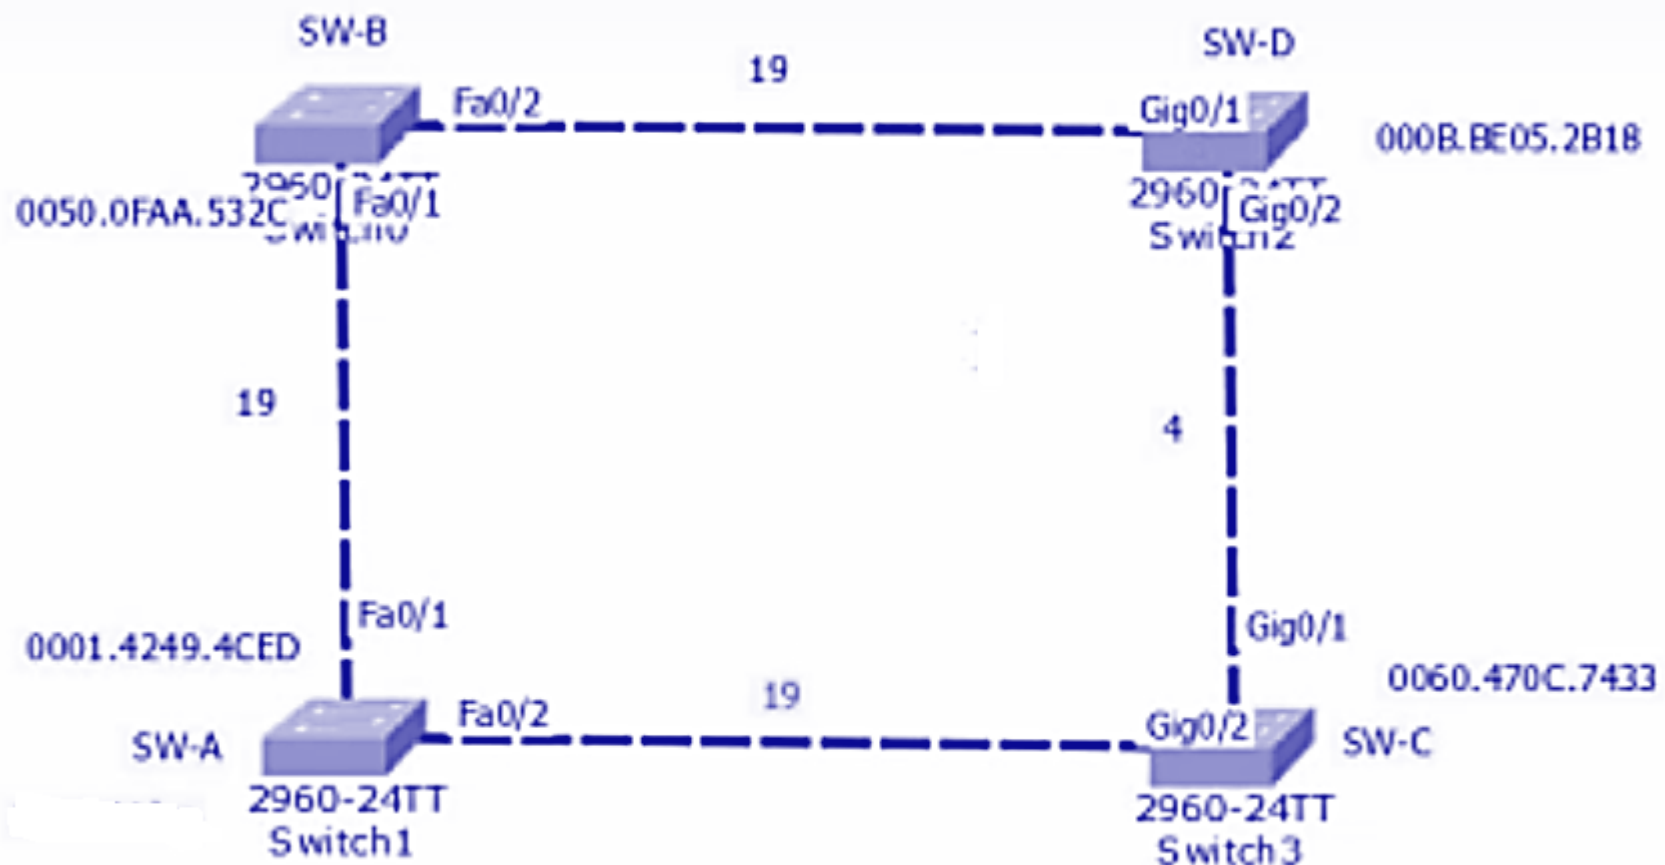 SW-B
SW-D
19
Fa0/2
Gig0/1
000B.BE05.2B18
2960
Fa0/1
0050.0FAA.532C
2960
Gig0/2
19
4
Fa0/1
Gig0/1
0001.4249.4CED
0060.470C.7433
19
Fa0/2
Gig0/2
SW-A
SW-C
2960-24TT
Switch1
2960-24TT
Switch3